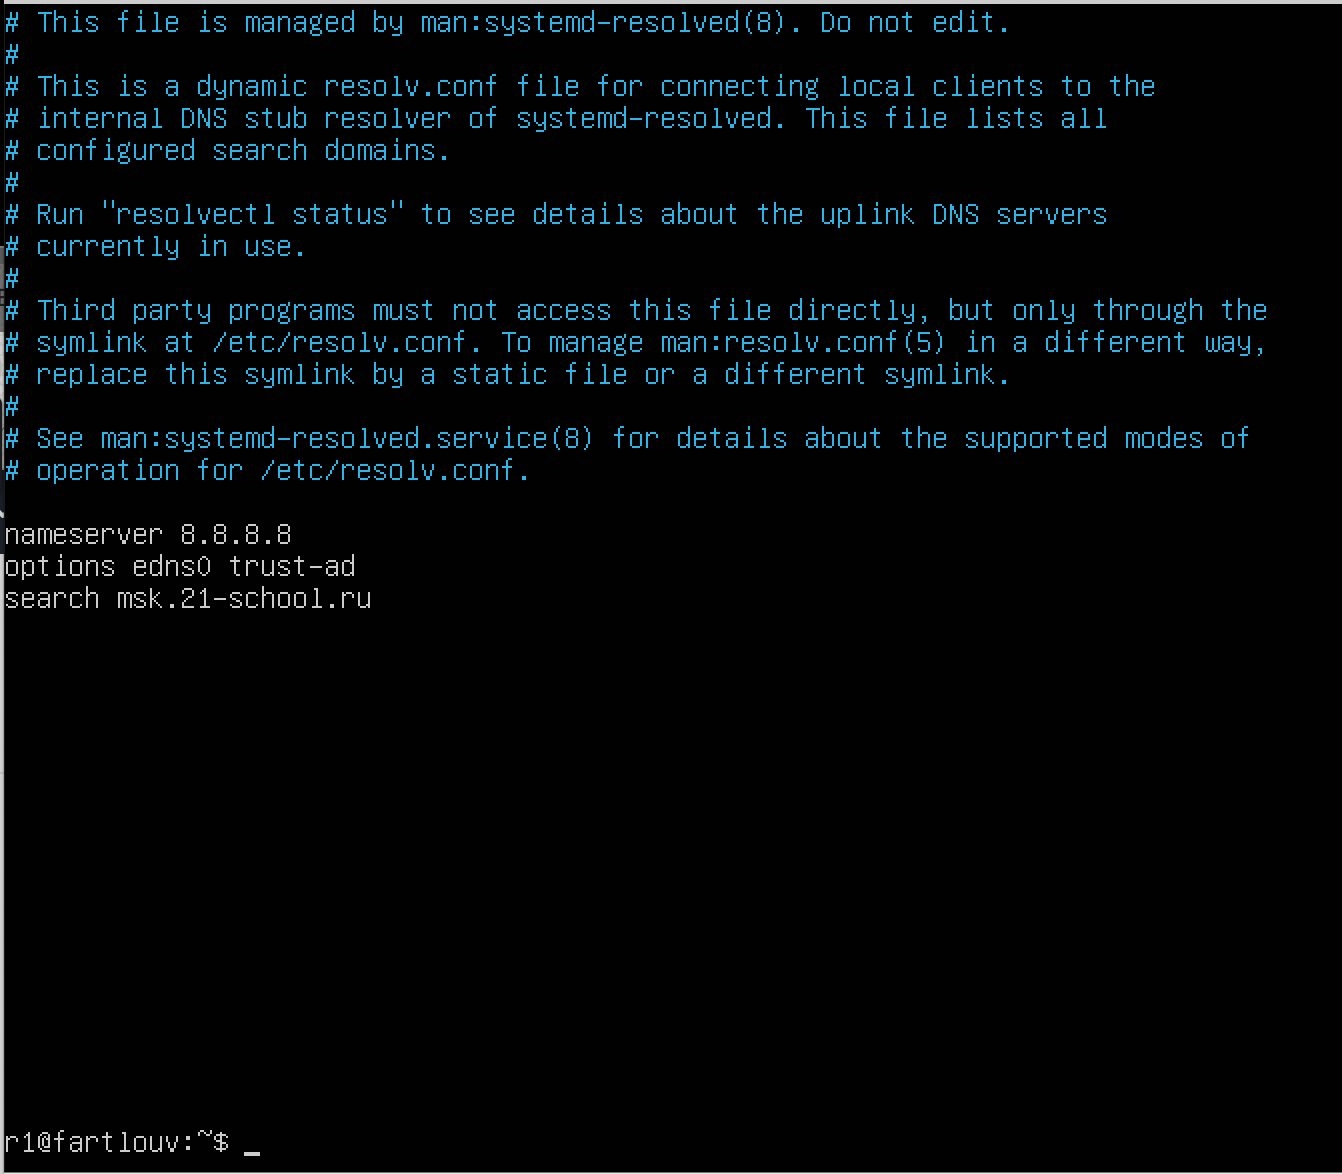 # This file is managed by man:systemd-resolved(8). Do not edit.
#
# This is a dynamic resolv.conf file for connecting local clients to the
# internal DNS stub resolver of systemd-resolved. This file lists all
# configured search domains.
#
# Run "resolvectl status" to see details about the uplink DNS servers
# currently in use.
#
# Third party programs must not access this file directly, but only through the
# symlink at /etc/resolv.conf. To manage man:resolv.conf(5) in a different way,
# replace this symlink by a static file or a different symlink.
#
# See man:systemd-resolved.service(8) for details about the supported modes of
# operation for /etc/resolv.conf.
nameserver 8.8.8.8
options edns0 trust-ad
search msk.21-school.ru
r1@fartlouv:~$ _